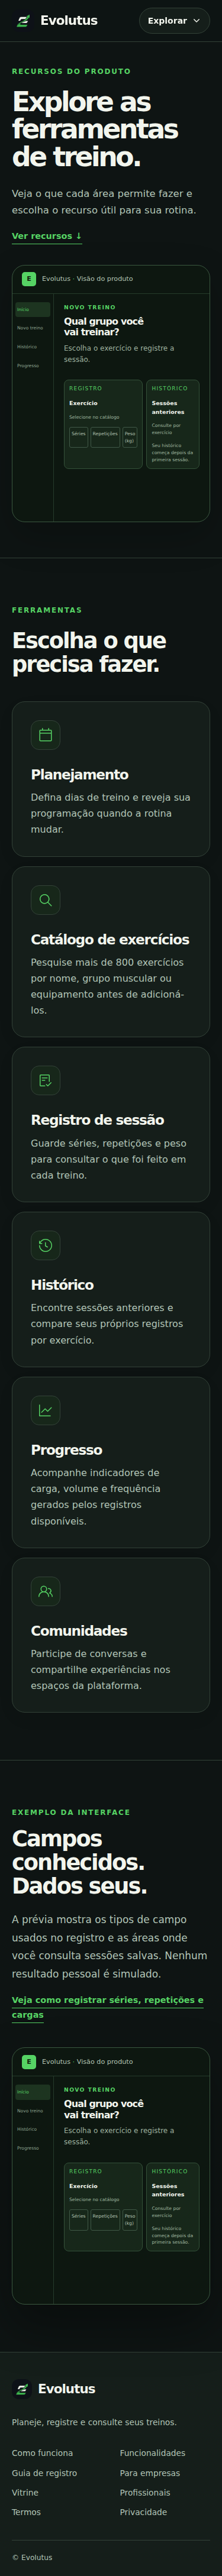 Evolutus
Explorar
RECURSOS DO PRODUTO
Explore as
ferramentas
de treino.
Veja o que cada área permite fazer e
escolha o recurso útil para sua rotina.
Ver recursos ↓
E Evolutus · Visão do produto
Início
Novo treino
Histórico
Progresso
NOVO TREINO
Qual grupo você
vai treinar?
Escolha o exercício e registre a
sessão.
REGISTRO
Exercício
Selecione no catálogo
Séries
Repetições
Peso
(kg)
HISTÓRICO
Sessões
anteriores
Consulte por
exercício
Seu histórico
começa depois da
primeira sessão.
FERRAMENTAS
Escolha o que
precisa fazer.
Planejamento
Defina dias de treino e reveja sua
programação quando a rotina
mudar.
Catálogo de exercícios
Pesquise mais de 800 exercícios
por nome, grupo muscular ou
equipamento antes de adicioná-
los.
Registro de sessão
Guarde séries, repetições e peso
para consultar o que foi feito em
cada treino.
Histórico
Encontre sessões anteriores e
compare seus próprios registros
por exercício.
Progresso
Acompanhe indicadores de
carga, volume e frequência
gerados pelos registros
disponíveis.
Comunidades
Participe de conversas e
compartilhe experiências nos
espaços da plataforma.
EXEMPLO DA INTERFACE
Campos
conhecidos.
Dados seus.
A prévia mostra os tipos de campo
usados no registro e as áreas onde
você consulta sessões salvas. Nenhum
resultado pessoal é simulado.
Veja como registrar séries, repetições e
cargas
E Evolutus · Visão do produto
Início
Novo treino
Histórico
Progresso
NOVO TREINO
Qual grupo você
vai treinar?
Escolha o exercício e registre a
sessão.
REGISTRO
Exercício
Selecione no catálogo
Séries
Repetições
Peso
(kg)
HISTÓRICO
Sessões
anteriores
Consulte por
exercício
Seu histórico
começa depois da
primeira sessão.
Evolutus
Planeje, registre e consulte seus treinos.
Como funciona
Funcionalidades
Guia de registro
Para empresas
Vitrine
Profissionais
Termos
Privacidade
© Evolutus